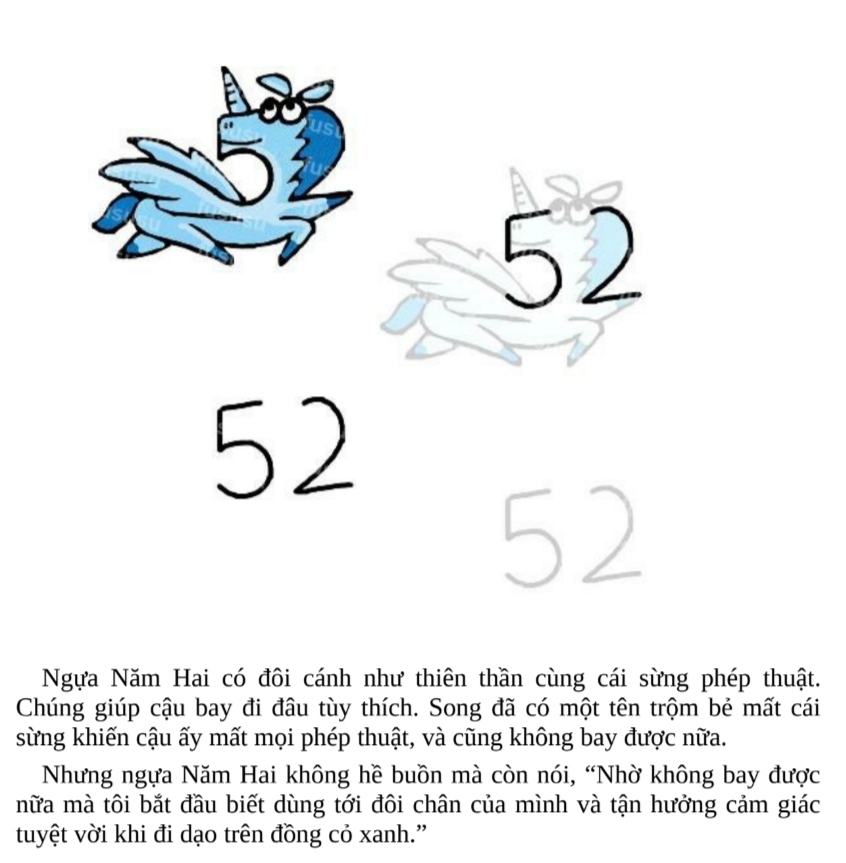 52
52
52
Ngựa Năm Hai có đôi cánh như thiên thần cùng cái sừng phép thuật.
Chúng giúp cậu bay đi đâu tùy thích. Song đã có một tên trộm bẻ mất cái
sừng khiến cậu ấy mất mọi phép thuật, và cũng không bay được nữa.
Nhưng ngựa Năm Hai không hề buồn mà còn nói, “Nhờ không bay được
nữa mà tôi bắt đầu biết dùng tới đôi chân của mình và tận hưởng cảm giác
tuyệt vời khi đi dạo trên đồng cỏ xanh.”